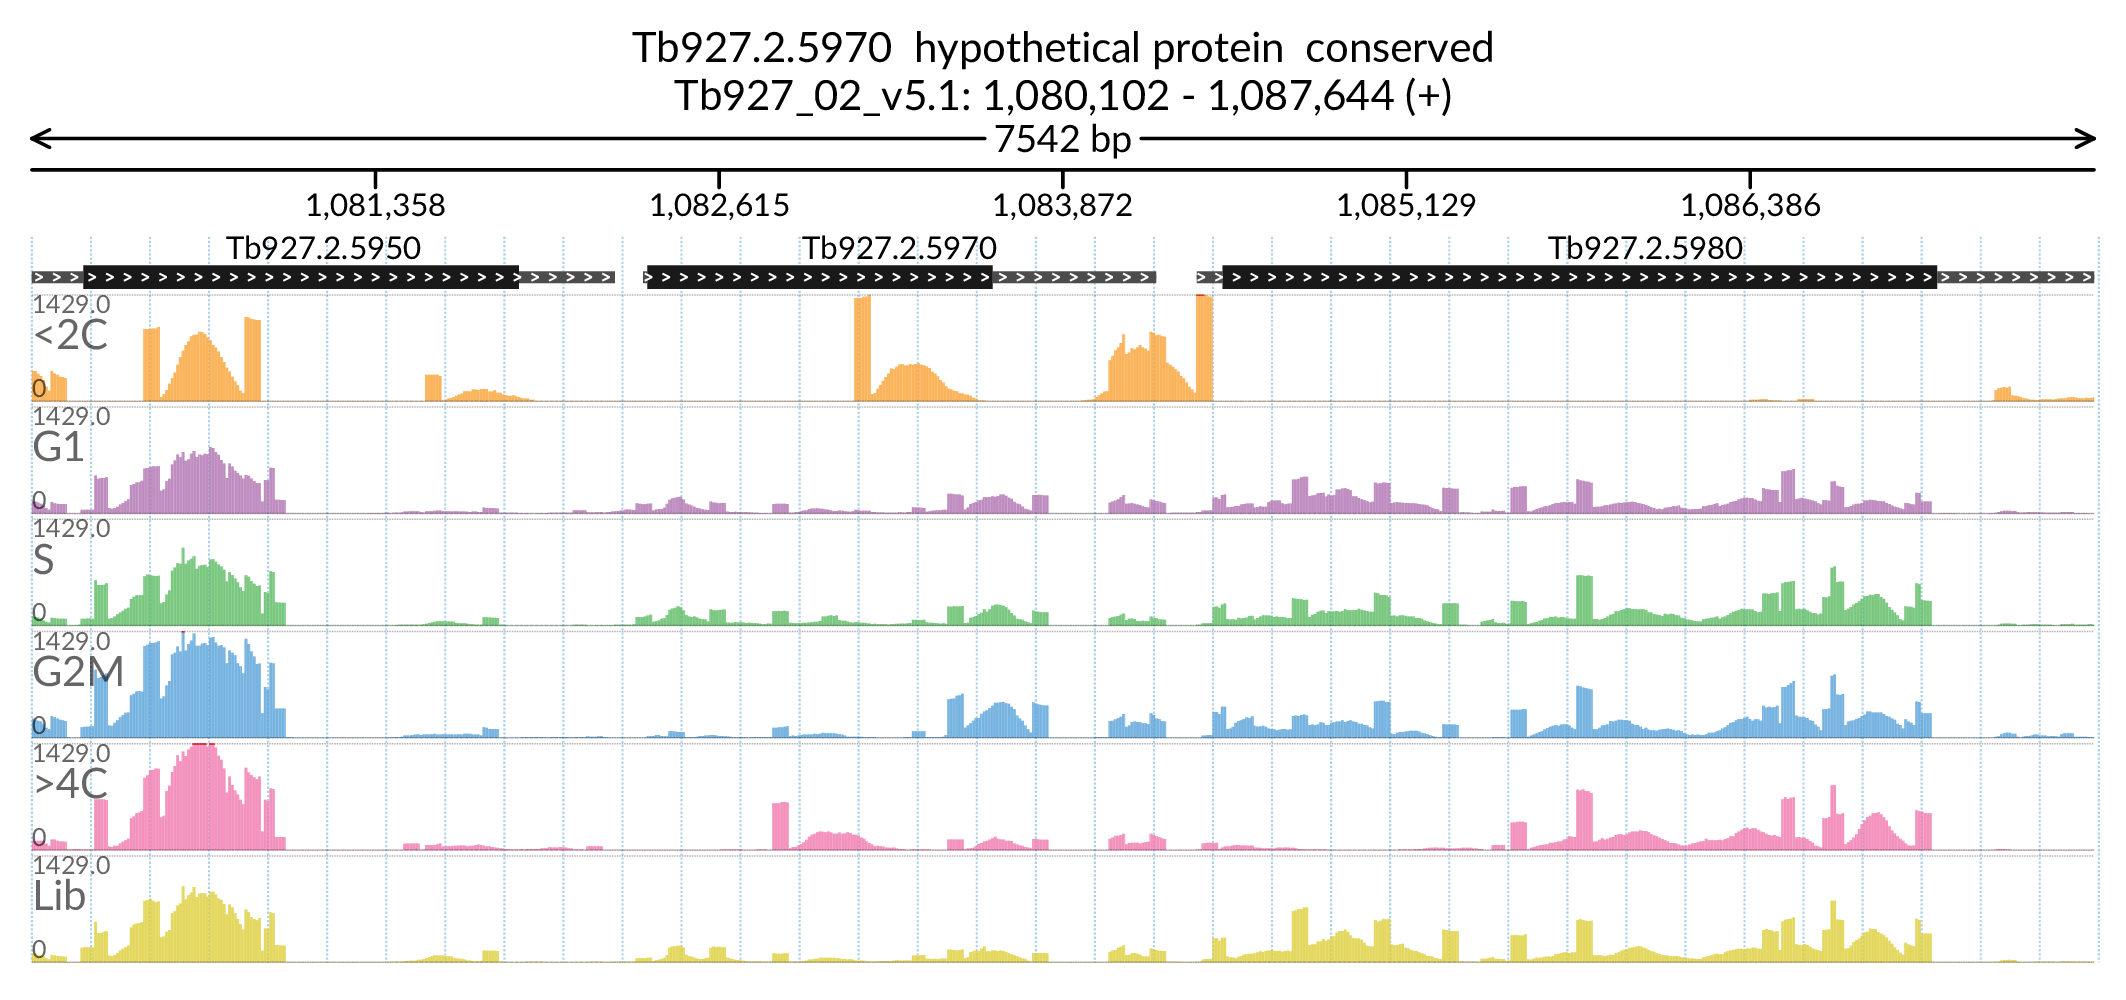 Tb927.2.5970  hypothetical protein  conserved
Tb927_02_v5.1: 1,080,102 - 1,087,644 (+)
7542 bp
1,081,358 1,082,615 1,083,872 1,085,129 1,086,386
Tb927.2.5950 Tb927.2.5970 Tb927.2.5980
1429.0
<2C
0
1429.0
G1
0
1429.0
S
0
1429.0
G2M
0
1429.0
>4C
0
1429.0
Lib
0